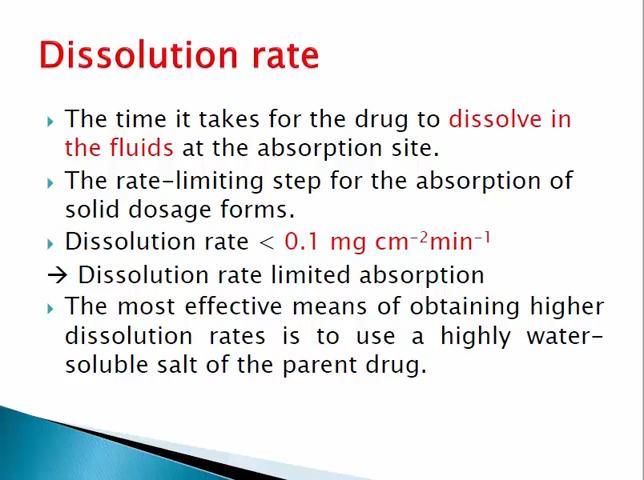 Dissolution rate
The time it takes for the drug to dissolve in
the fluids at the absorption site.
The rate-limiting step for the absorption of
solid dosage forms.
Dissolution rate < 0.1 mg cm⁻²min⁻¹
→ Dissolution rate limited absorption
The most effective means of obtaining higher
dissolution rates is to use a highly water-
soluble salt of the parent drug.